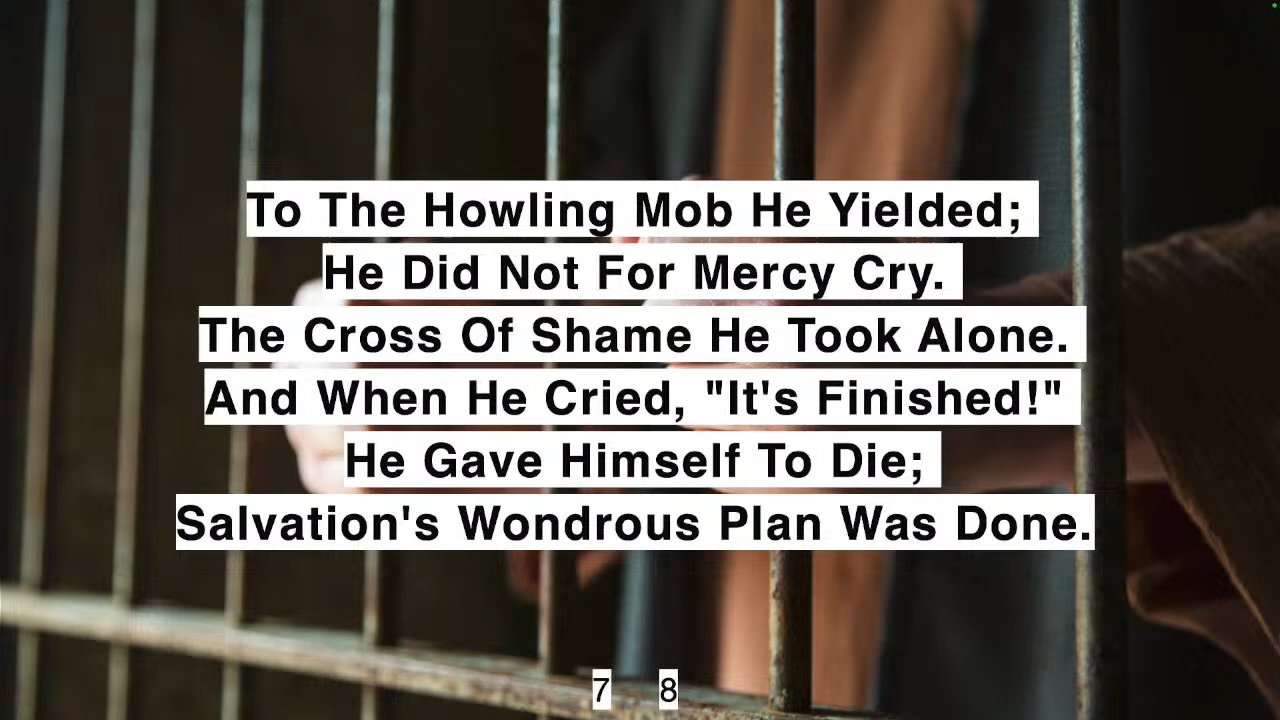 To The Howling Mob He Yielded;
He Did Not For Mercy Cry.
The Cross Of Shame He Took Alone.
And When He Cried, "It's Finished!"
He Gave Himself To Die;
Salvation's Wondrous Plan Was Done.
7 8